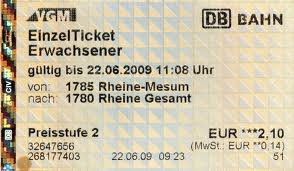 VGM
DB BAHN
EinzelTicket
Erwachsener
gültig bis 22.06.2009 11:08 Uhr
von: 1785 Rheine-Mesum
nach: 1780 Rheine Gesamt
Preisstufe 2 EUR ***2,10
32647656 (MwSt: EUR **0,14)
268177403 22.06.09 09:23 51
CIV
DB